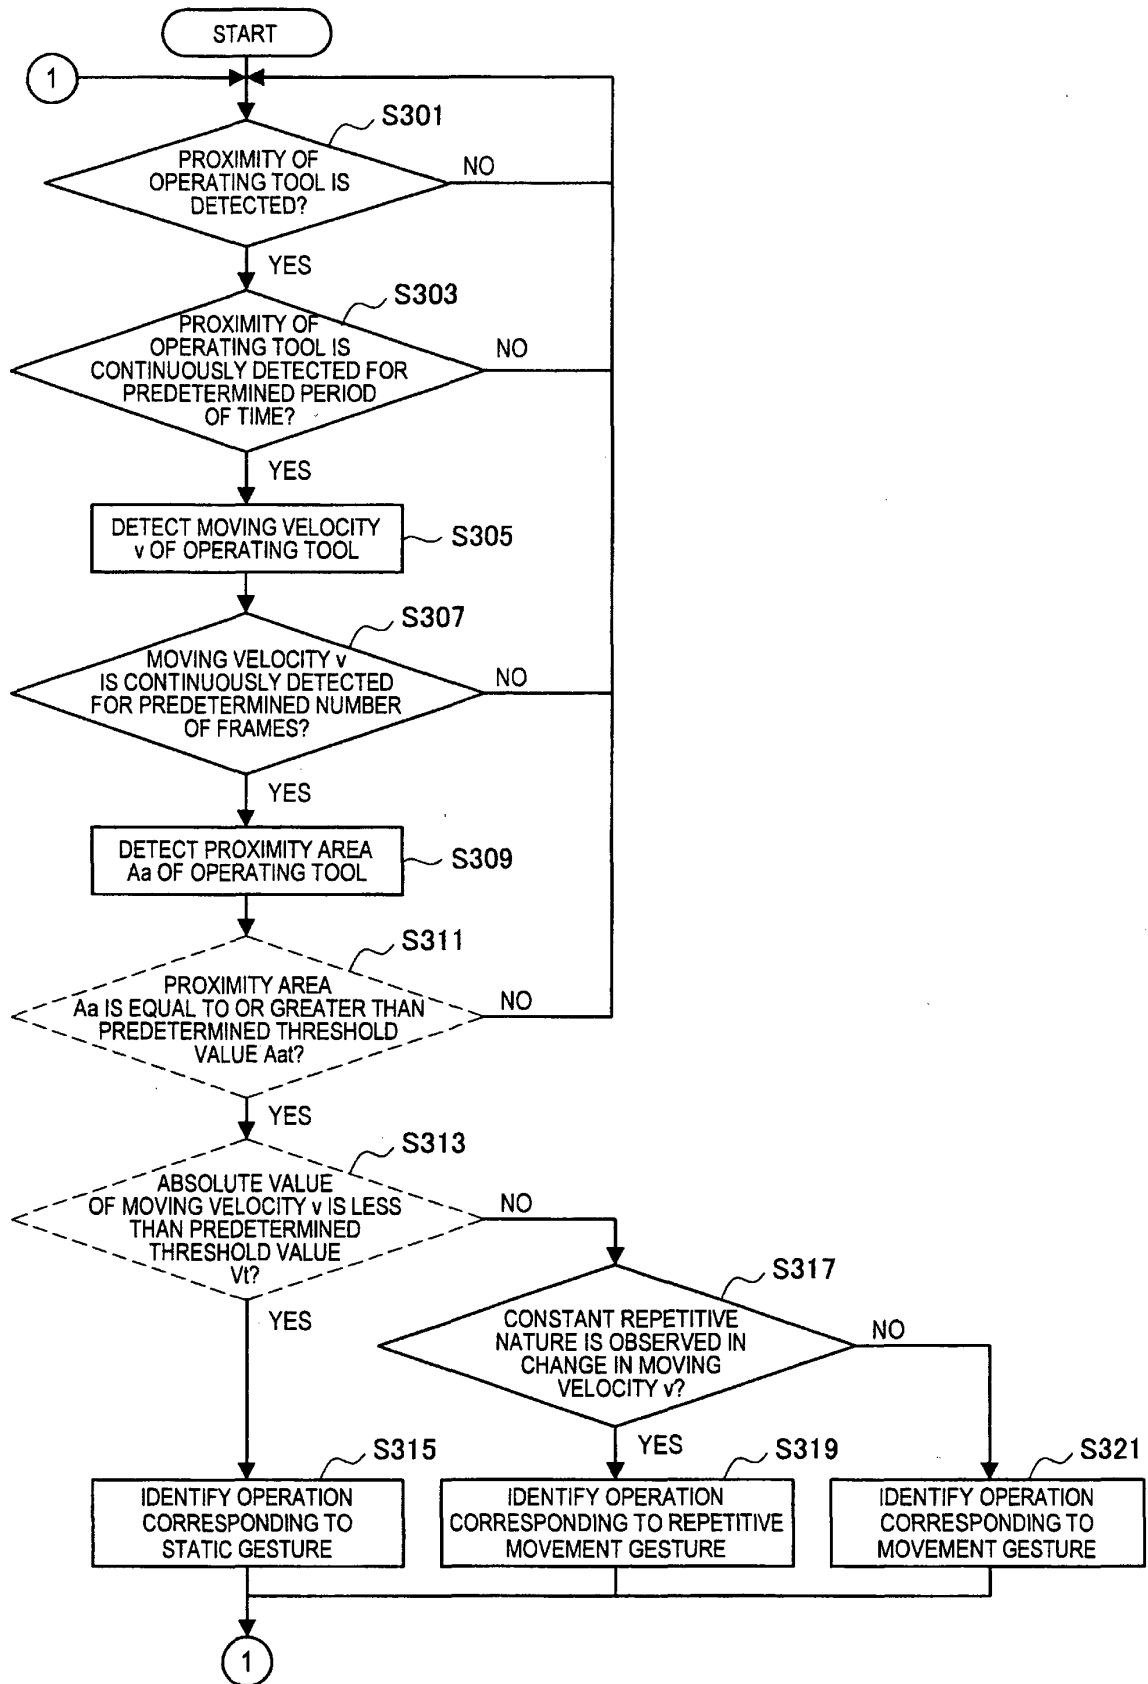 START
1
S301
PROXIMITY OF
OPERATING TOOL IS
DETECTED?
NO
YES
S303
PROXIMITY OF
OPERATING TOOL IS
CONTINUOUSLY DETECTED FOR
PREDETERMINED PERIOD
OF TIME?
NO
YES
DETECT MOVING VELOCITY
v OF OPERATING TOOL
S305
S307
MOVING VELOCITY v
IS CONTINUOUSLY DETECTED
FOR PREDETERMINED NUMBER
OF FRAMES?
NO
YES
DETECT PROXIMITY AREA
Aa OF OPERATING TOOL
S309
S311
PROXIMITY AREA
Aa IS EQUAL TO OR GREATER THAN
PREDETERMINED THRESHOLD
VALUE Aat?
NO
YES
S313
ABSOLUTE VALUE
OF MOVING VELOCITY v IS LESS
THAN PREDETERMINED
THRESHOLD VALUE
Vt?
NO
YES
S317
CONSTANT REPETITIVE
NATURE IS OBSERVED IN
CHANGE IN MOVING
VELOCITY v?
NO
YES
S315
IDENTIFY OPERATION
CORRESPONDING TO
STATIC GESTURE
S319
IDENTIFY OPERATION
CORRESPONDING TO REPETITIVE
MOVEMENT GESTURE
S321
IDENTIFY OPERATION
CORRESPONDING TO
MOVEMENT GESTURE
1